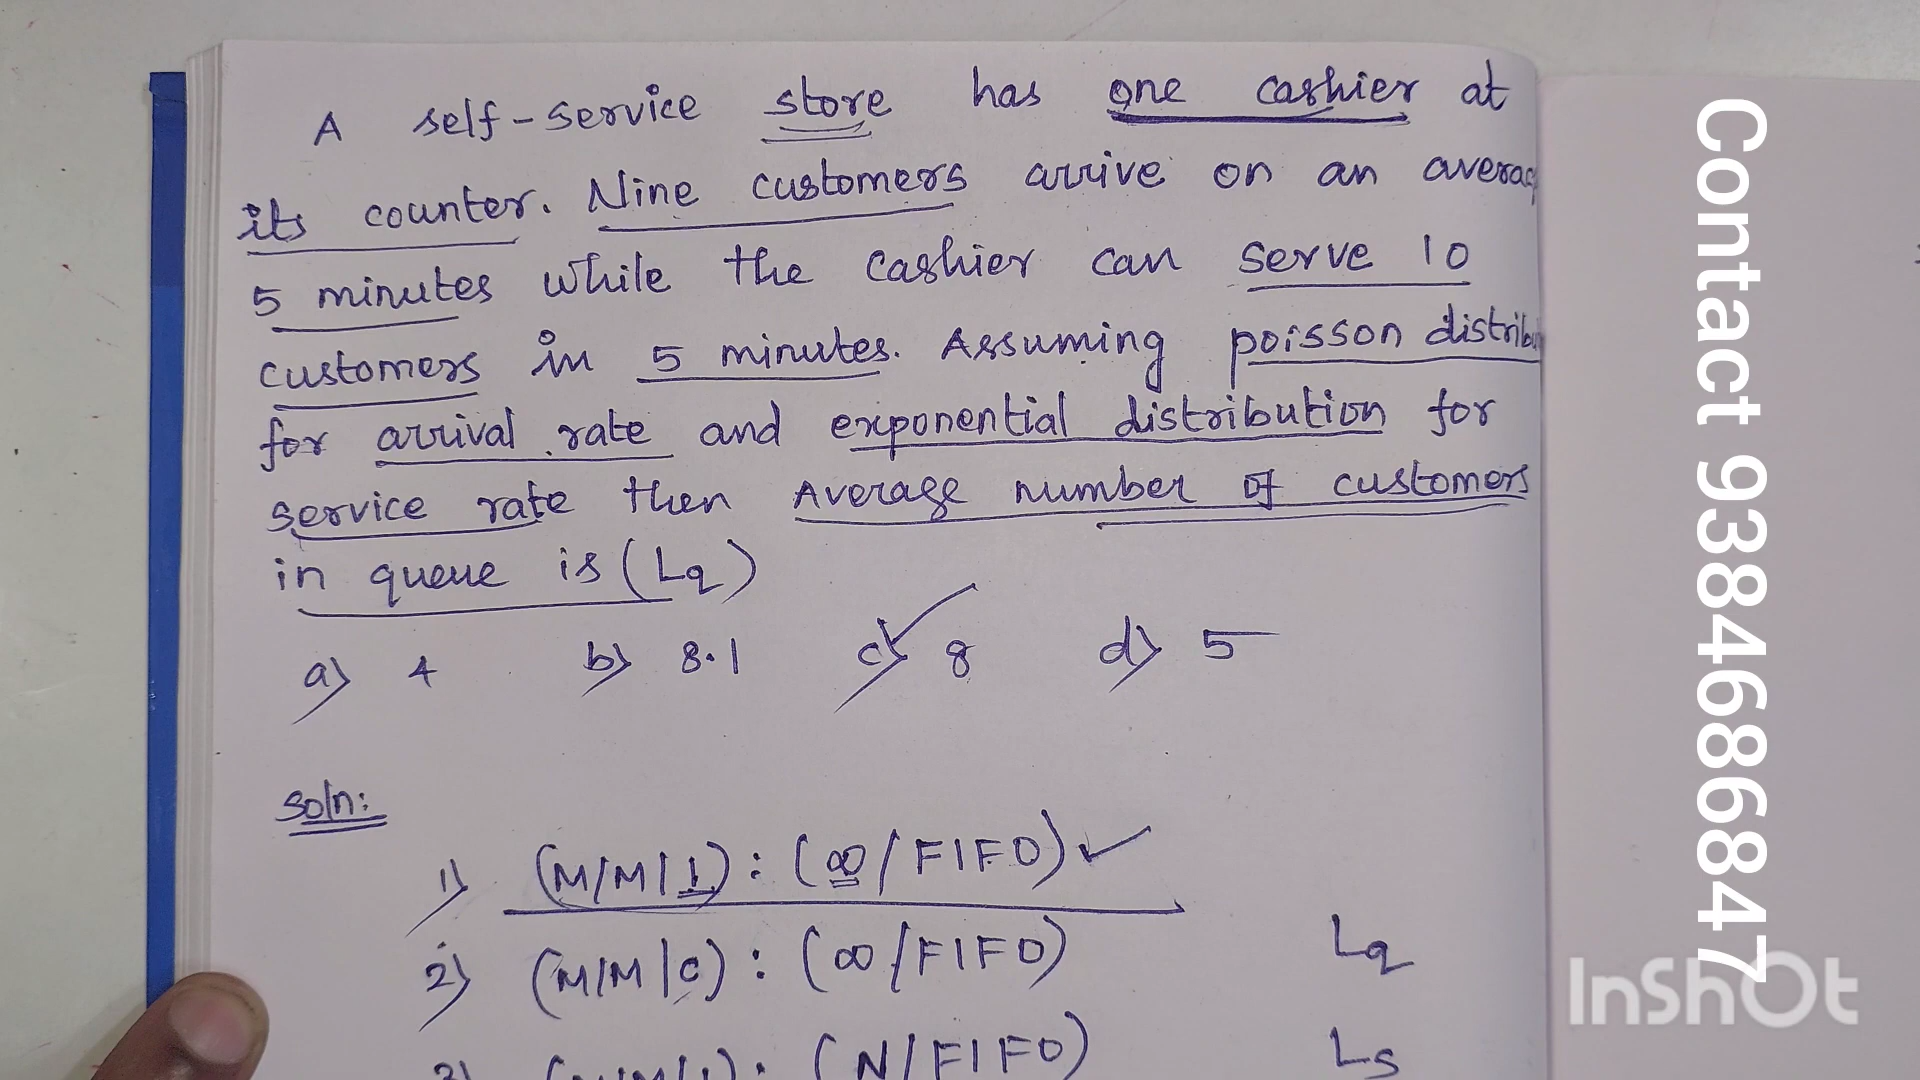 A self-service store has one cashier at
its counter. Nine customers arrive on an averag
5 minutes while the cashier can serve 10
customers in 5 minutes. Assuming poisson distribu
for arrival rate and exponential distribution for
service rate then Average number of customers
in queue is (Lq)
a) 4 b) 8.1 c) 8 d) 5
Soln:
1) (M/M/1) : (∞/FIFO) ✓
2) (M/M/C) : (∞/FIFO) Lq
3) (M/M/1) : (N/FIFO) Ls
Contact 9384686847
InShOt